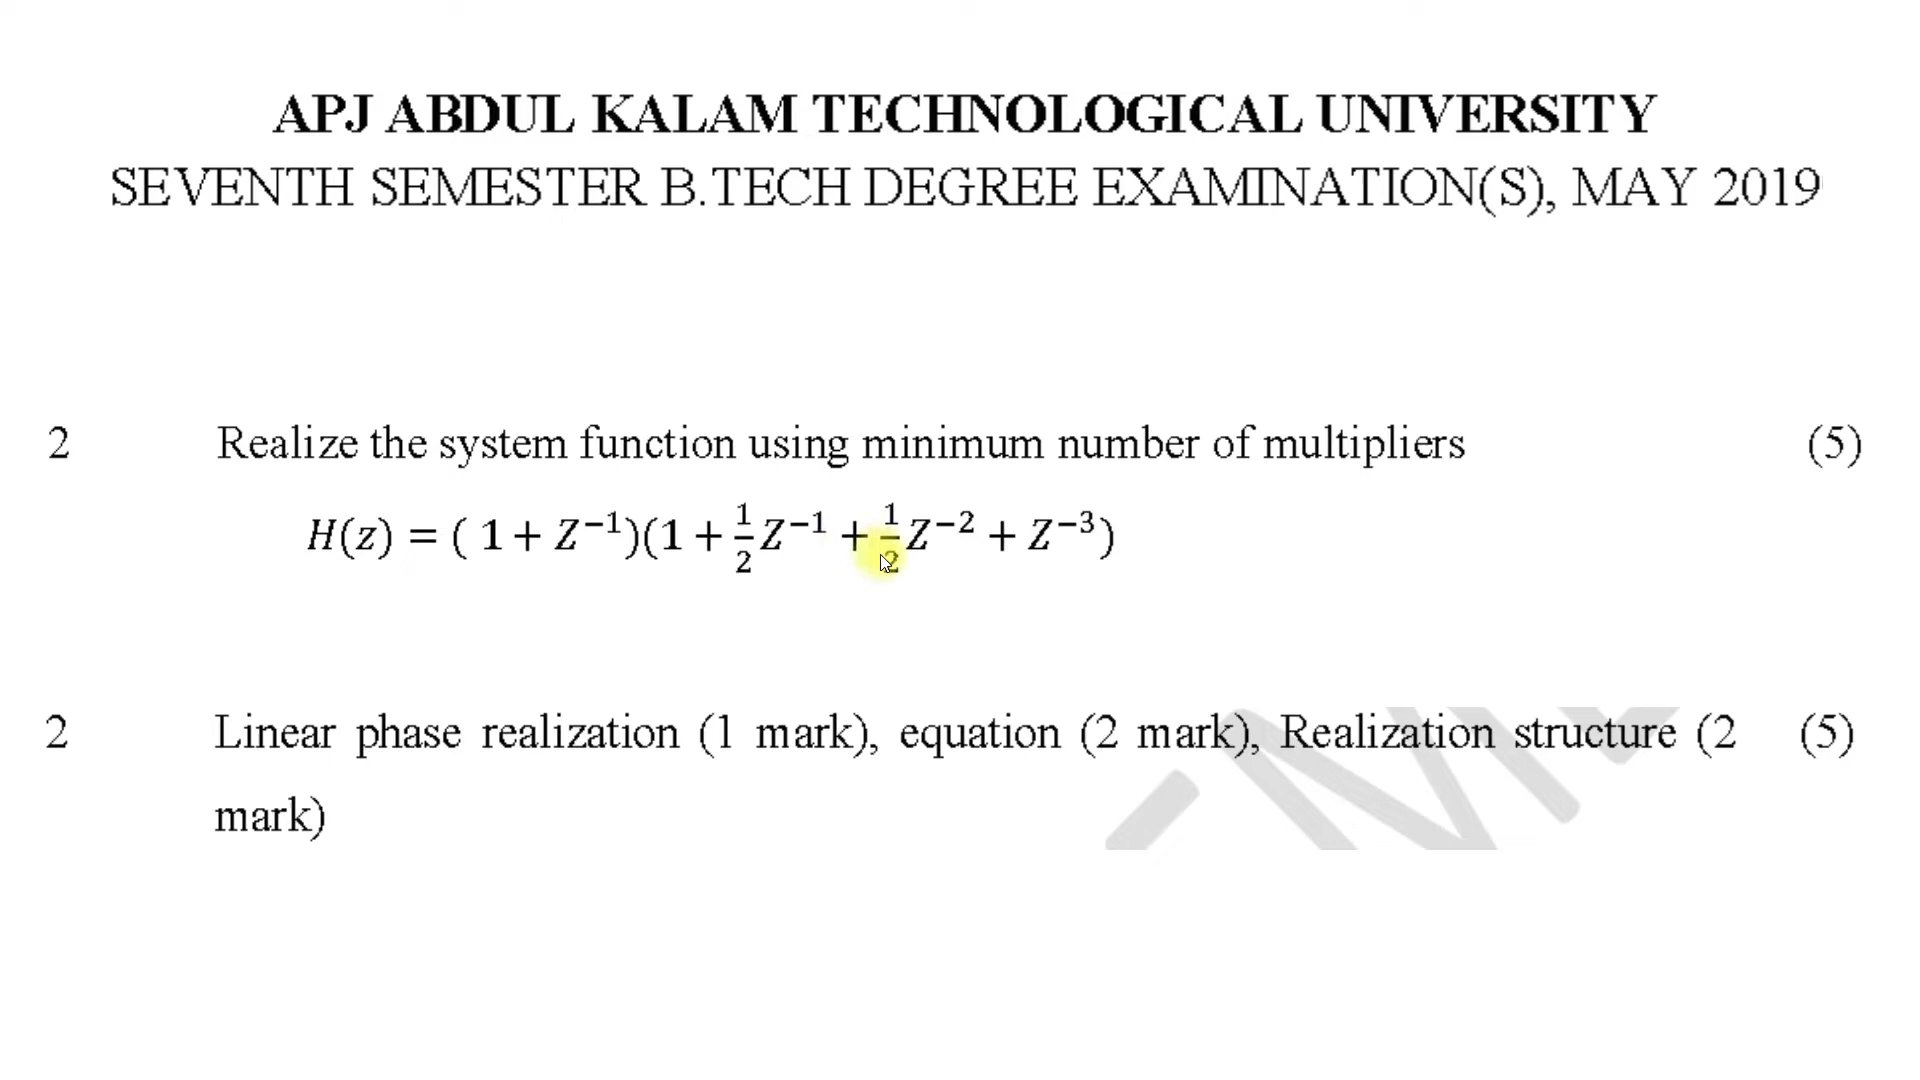 APJ ABDUL KALAM TECHNOLOGICAL UNIVERSITY
SEVENTH SEMESTER B.TECH DEGREE EXAMINATION(S), MAY 2019
2 Realize the system function using minimum number of multipliers (5)
H(z) = ( 1 + Z⁻¹)(1 + ½Z⁻¹ + ½Z⁻² + Z⁻³)
2 Linear phase realization (1 mark), equation (2 mark), Realization structure (2 (5)
mark)